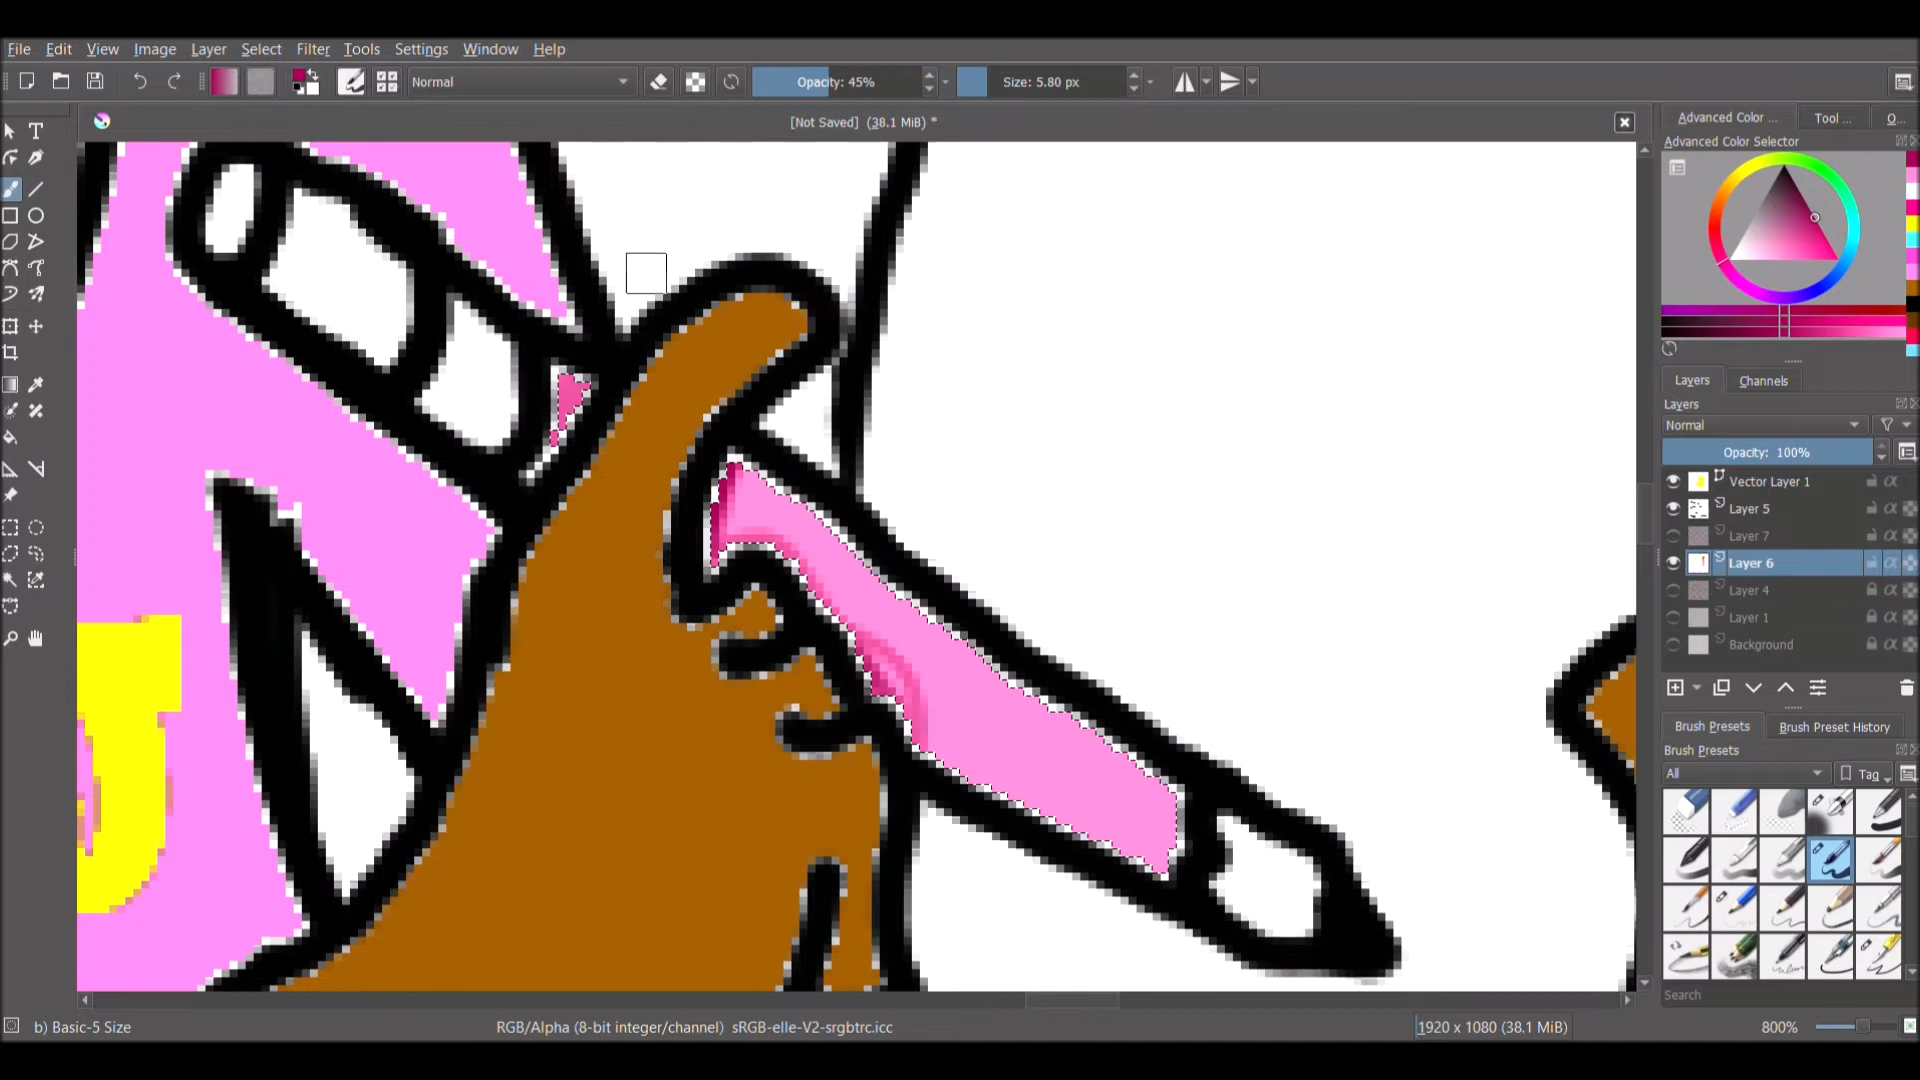 File Edit View Image Layer Select Filter Tools Settings Window Help
Normal Opacity: 45% Size: 5.80 px
[Not Saved] (38.1 MiB) *
Advanced Color ... Tool ... O...
Advanced Color Selector
Layers Channels
Layers
Normal
Opacity: 100%
Vector Layer 1
Layer 5
Layer 7
Layer 6
Layer 4
Layer 1
Background
Brush Presets Brush Preset History
Brush Presets
All Tag
Search
b) Basic-5 Size RGB/Alpha (8-bit integer/channel) sRGB-elle-V2-srgbtrc.icc 1920 x 1080 (38.1 MiB) 800%